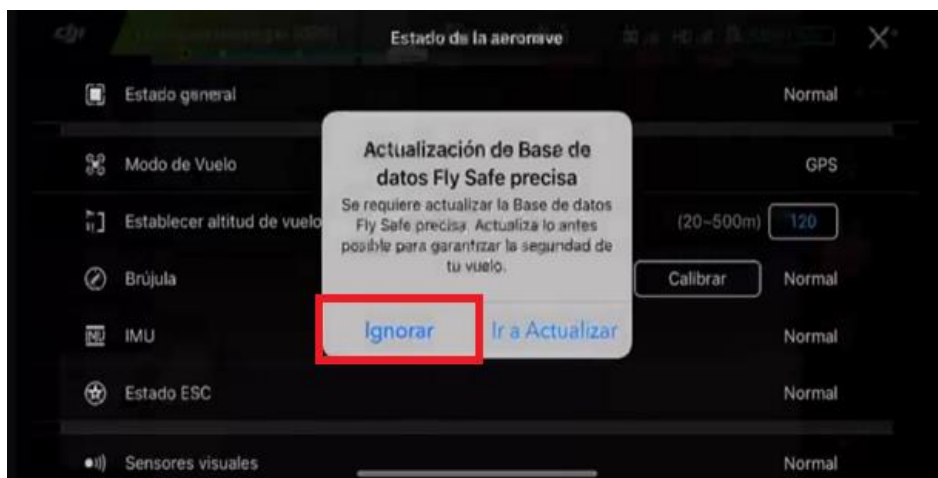 dji
Estado de la aeronave
X
Estado general Normal
Actualización de Base de
datos Fly Safe precisa
Modo de Vuelo GPS
Se requiere actualizar la Base de datos
Fly Safe precisa. Actualiza lo antes
posible para garantizar la seguridad de
tu vuelo.
Establecer altitud de vuelo (20~500m) 120
Brújula Calibrar Normal
Ignorar Ir a Actualizar
IMU Normal
Estado ESC Normal
Sensores visuales Normal